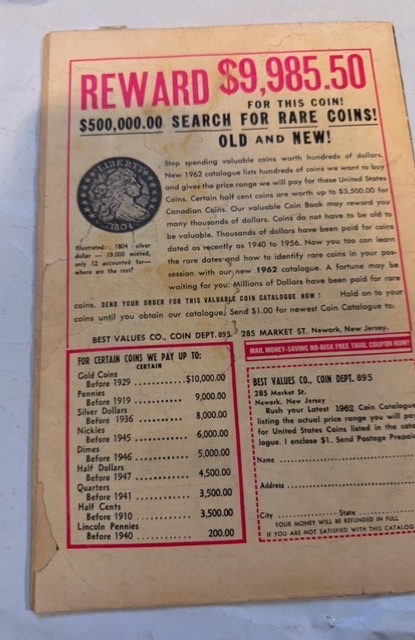 REWARD $9,985.50
FOR THIS COIN!
$500,000.00 SEARCH FOR RARE COINS!
OLD AND NEW!
LIBERTY
1804
Illustrated: 1804 silver
dollar — 19,000 minted,
only 12 accounted for—
where are the rest?
Stop spending valuable coins worth hundreds of dollars.
New 1962 catalogue lists hundreds of coins we want to buy
and gives the price range we will pay for these United States
Coins. Certain half cent coins are worth up to $3,500.00 for
Canadian Coins. Our valuable Coin Book may reward you
many thousands of dollars. Coins do not have to be old to
be valuable. Thousands of dollars have been paid for coins
dated as recently as 1940 to 1956. Now you too can learn
the rare dates and how to identify rare coins in your pos-
session with our new 1962 catalogue. A fortune may be
waiting for you. Millions of Dollars have been paid for rare
coins. SEND YOUR ORDER FOR THIS VALUABLE COIN CATALOGUE NOW! Hold on to your
coins until you obtain our catalogue. Send $1.00 for newest Coin Catalogue to:
BEST VALUES CO., COIN DEPT. 895, 285 MARKET ST. Newark, New Jersey.
FOR CERTAIN COINS WE PAY UP TO:
CERTAIN
Gold Coins
Before 1929 ............$10,000.00
Pennies
Before 1919 ............ 9,000.00
Silver Dollars
Before 1936 ............ 8,000.00
Nickles
Before 1945 ............ 6,000.00
Dimes
Before 1946 ............ 5,000.00
Half Dollars
Before 1947 ............ 4,500.00
Quarters
Before 1941 ............ 3,500.00
Half Cents
Before 1910 ............ 3,500.00
Lincoln Pennies
Before 1940 ............ 200.00
MAIL MONEY-SAVING NO-RISK FREE TRIAL COUPON NOW!
BEST VALUES CO., COIN DEPT. 895
285 Market St.
Newark, New Jersey
Rush your Latest 1962 Coin Catalogue
listing the actual price range you will pay
for United States Coins listed in the cata-
logue. I enclose $1. Send Postage Prepaid
Name
Address
City State
YOUR MONEY WILL BE REFUNDED IN FULL
IF YOU ARE NOT SATISFIED WITH THIS CATALOG